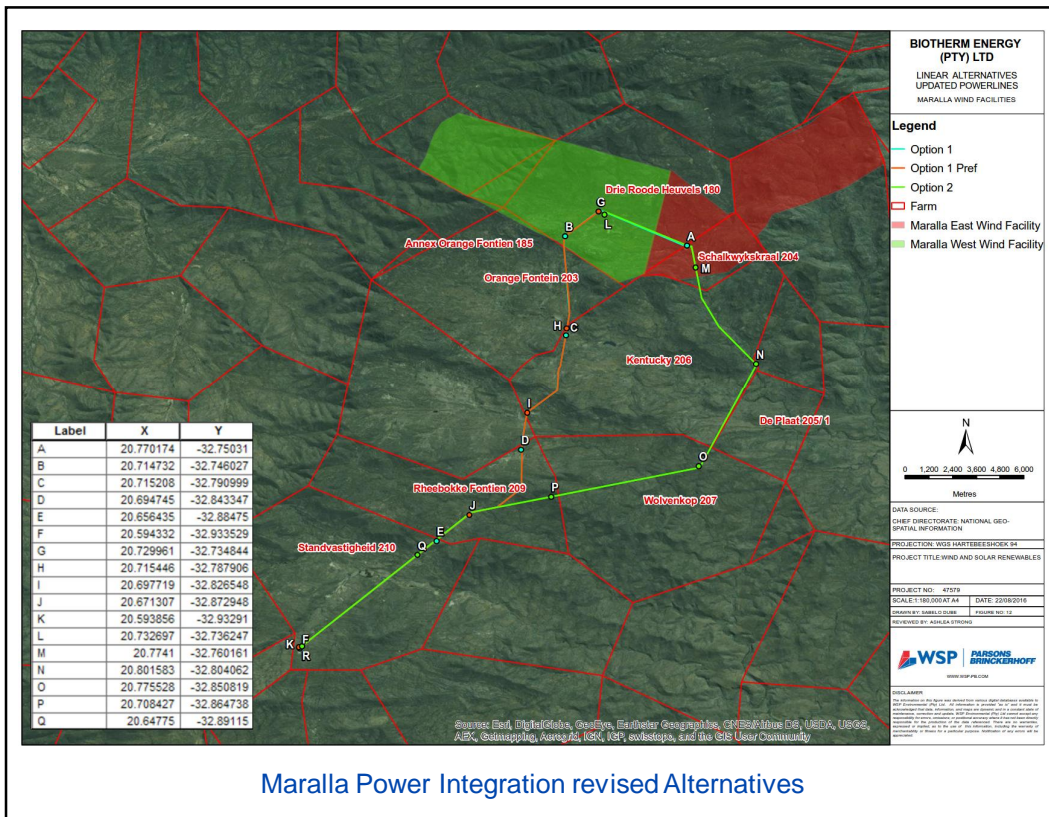 BIOTHERM ENERGY
(PTY) LTD
LINEAR ALTERNATIVES
UPDATED POWERLINES
MARALLA WIND FACILITIES
Legend
Option 1
Option 1 Pref
Option 2
Farm
Maralla East Wind Facility
Maralla West Wind Facility
Drie Roode Heuvels 180
G
L
B
A
Annex Orange Fontien 185
Schalkwykskraal 204
M
Orange Fontein 203
H
C
Kentucky 206
N
I
De Plaat 205/ 1
D
O
Rheebokke Fontien 209
P
Wolvenkop 207
J
Standvastigheid 210
E
Q
K
F
R
Label X Y
A 20.770174 -32.75031
B 20.714732 -32.746027
C 20.715208 -32.790999
D 20.694745 -32.843347
E 20.656435 -32.88475
F 20.594332 -32.933529
G 20.729961 -32.734844
H 20.715446 -32.787906
I 20.697719 -32.826548
J 20.671307 -32.872948
K 20.593856 -32.93291
L 20.732697 -32.736247
M 20.7741 -32.760161
N 20.801583 -32.804062
O 20.775528 -32.850819
P 20.708427 -32.864738
Q 20.64775 -32.89115
Source: Esri, DigitalGlobe, GeoEye, Earthstar Geographics, CNES/Airbus DS, USDA, USGS,
AEX, Getmapping, Aerogrid, IGN, IGP, swisstopo, and the GIS User Community
N
0 1,200 2,400 3,600 4,800 6,000
Metres
DATA SOURCE:
CHIEF DIRECTORATE: NATIONAL GEO-
SPATIAL INFORMATION
PROJECTION: WGS HARTEBEESHOEK 94
PROJECT TITLE:WIND AND SOLAR RENEWABLES
PROJECT NO: 47579
SCALE:1:180,000 AT A4 DATE: 22/08/2016
DRAWN BY: SABELO DUBE FIGURE NO: 12
REVIEWED BY: ASHLEA STRONG
WSP PARSONS
BRINCKERHOFF
WWW.WSP-PB.COM
DISCLAIMER
Maralla Power Integration revised Alternatives